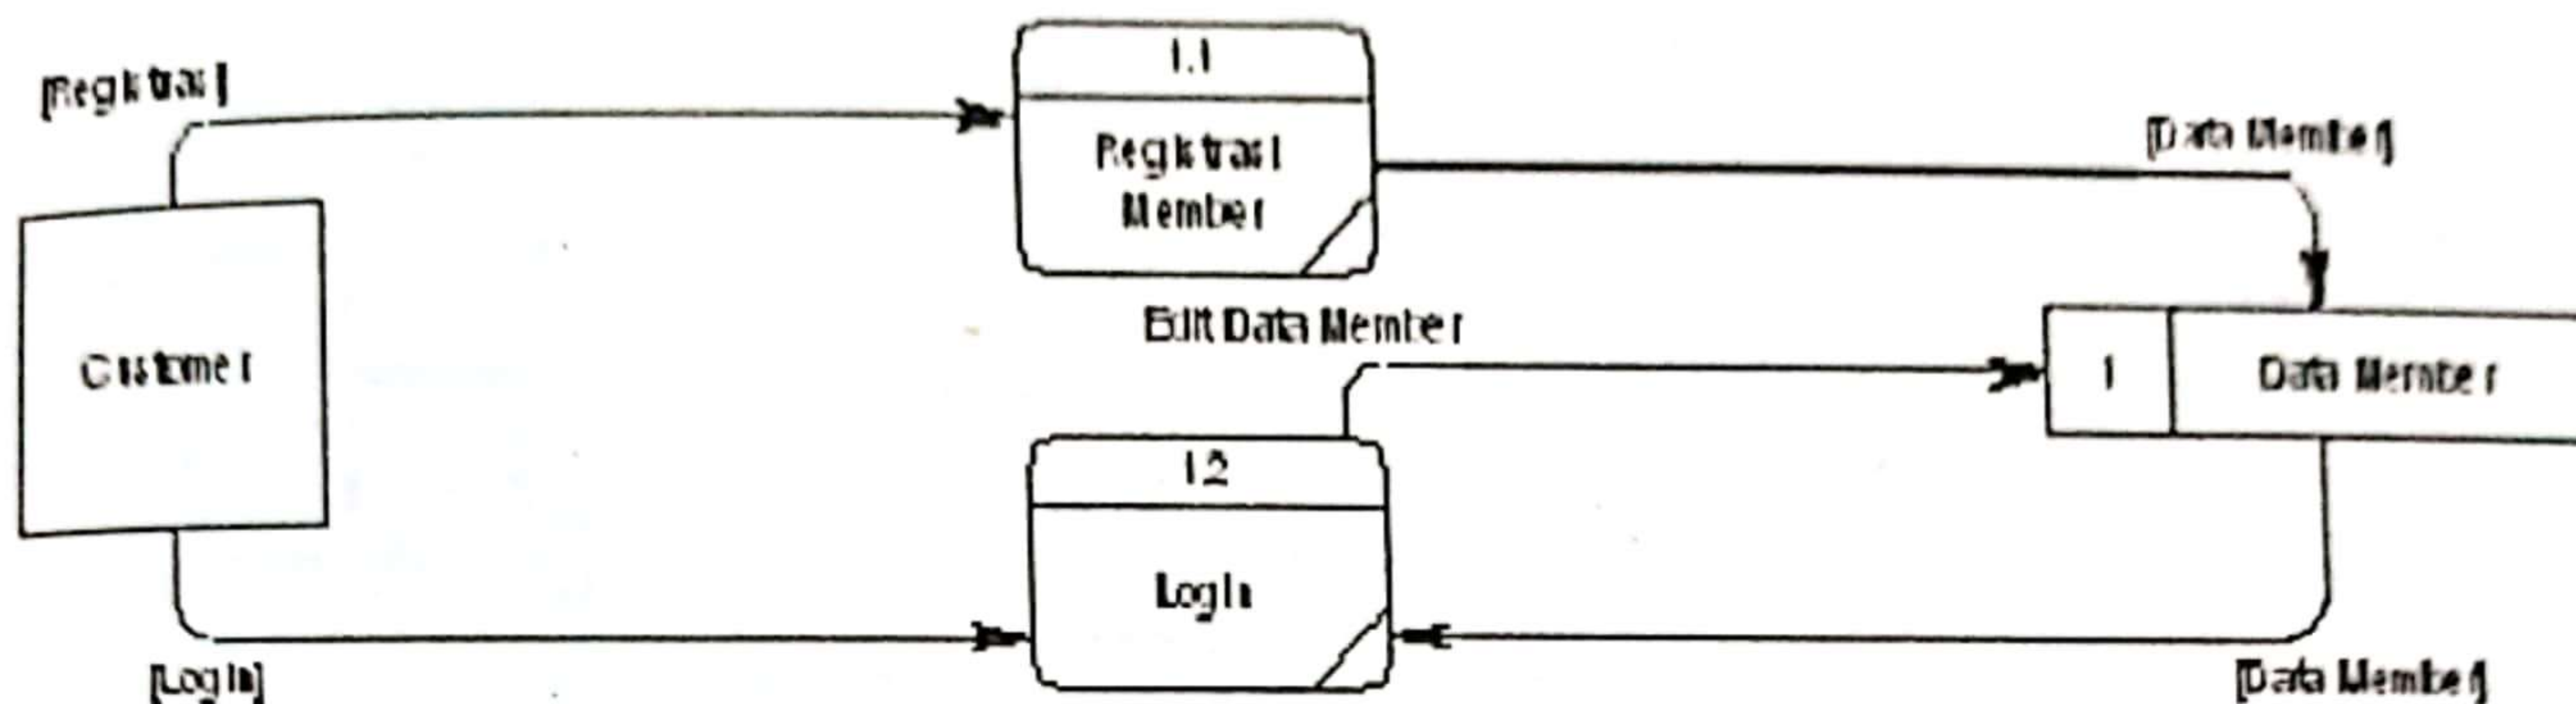 [Registrasi]
1.1
Registrasi
Member
[Data Member]
Edit Data Member
Customer
1
Data Member
1.2
Login
[Login]
[Data Member]